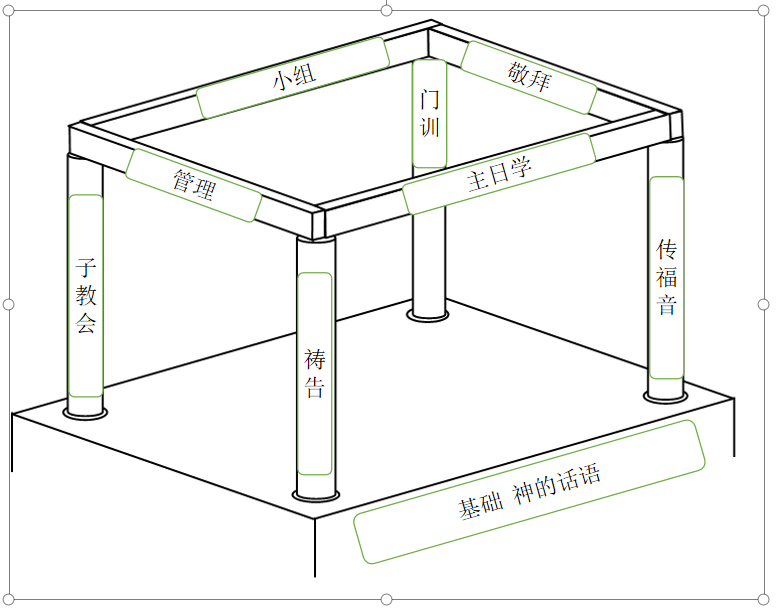 小组
敬拜
门
训
管理
主日学
子
教
会
传
福
音
祷
告
基础 神的话语